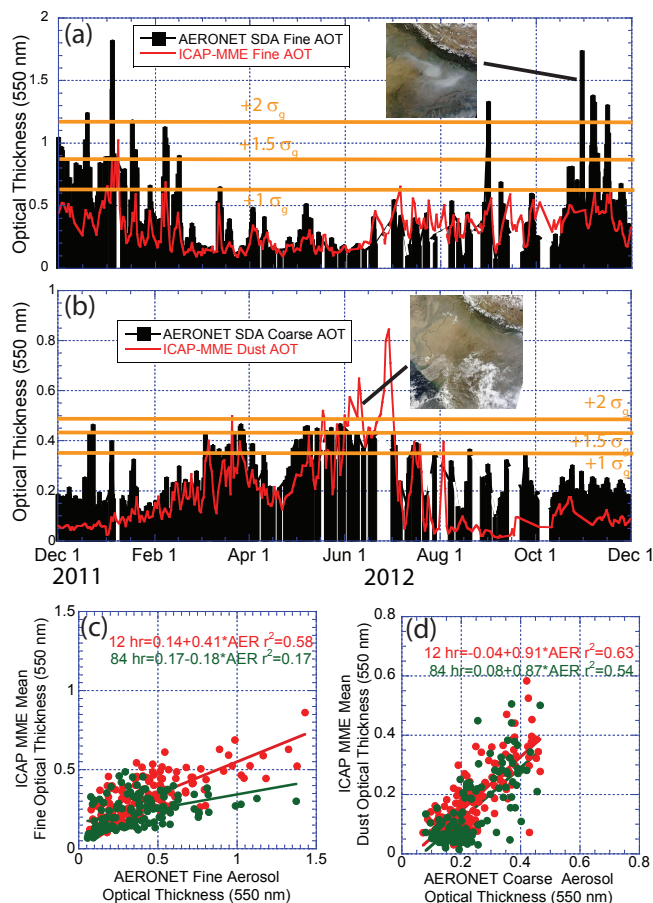 (a)
AERONET SDA Fine AOT
ICAP-MME Fine AOT
+2 σg
+1.5 σg
+1 σg
Optical Thickness (550 nm)
2
1.5
1
0.5
0
(b)
AERONET SDA Coarse AOT
ICAP-MME Dust AOT
+2 σg
+1.5 σg
+1 σg
Optical Thickness (550 nm)
1
0.8
0.6
0.4
0.2
0
Dec 1 Feb 1 Apr 1 Jun 1 Aug 1 Oct 1 Dec 1
2011 2012
(c)
12 hr=0.14+0.41*AER r²=0.58
84 hr=0.17-0.18*AER r²=0.17
ICAP MME Mean
Fine Optical Thickness (550 nm)
1.5
1
0.5
0
0 0.5 1 1.5
AERONET Fine Aerosol
Optical Thickness (550 nm)
(d)
12 hr=-0.04+0.91*AER r²=0.63
84 hr=0.08+0.87*AER r²=0.54
ICAP MME Mean
Dust Optical Thickness (550 nm)
0.8
0.6
0.4
0.2
0
0 0.2 0.4 0.6 0.8
AERONET Coarse Aerosol
Optical Thickness (550 nm)